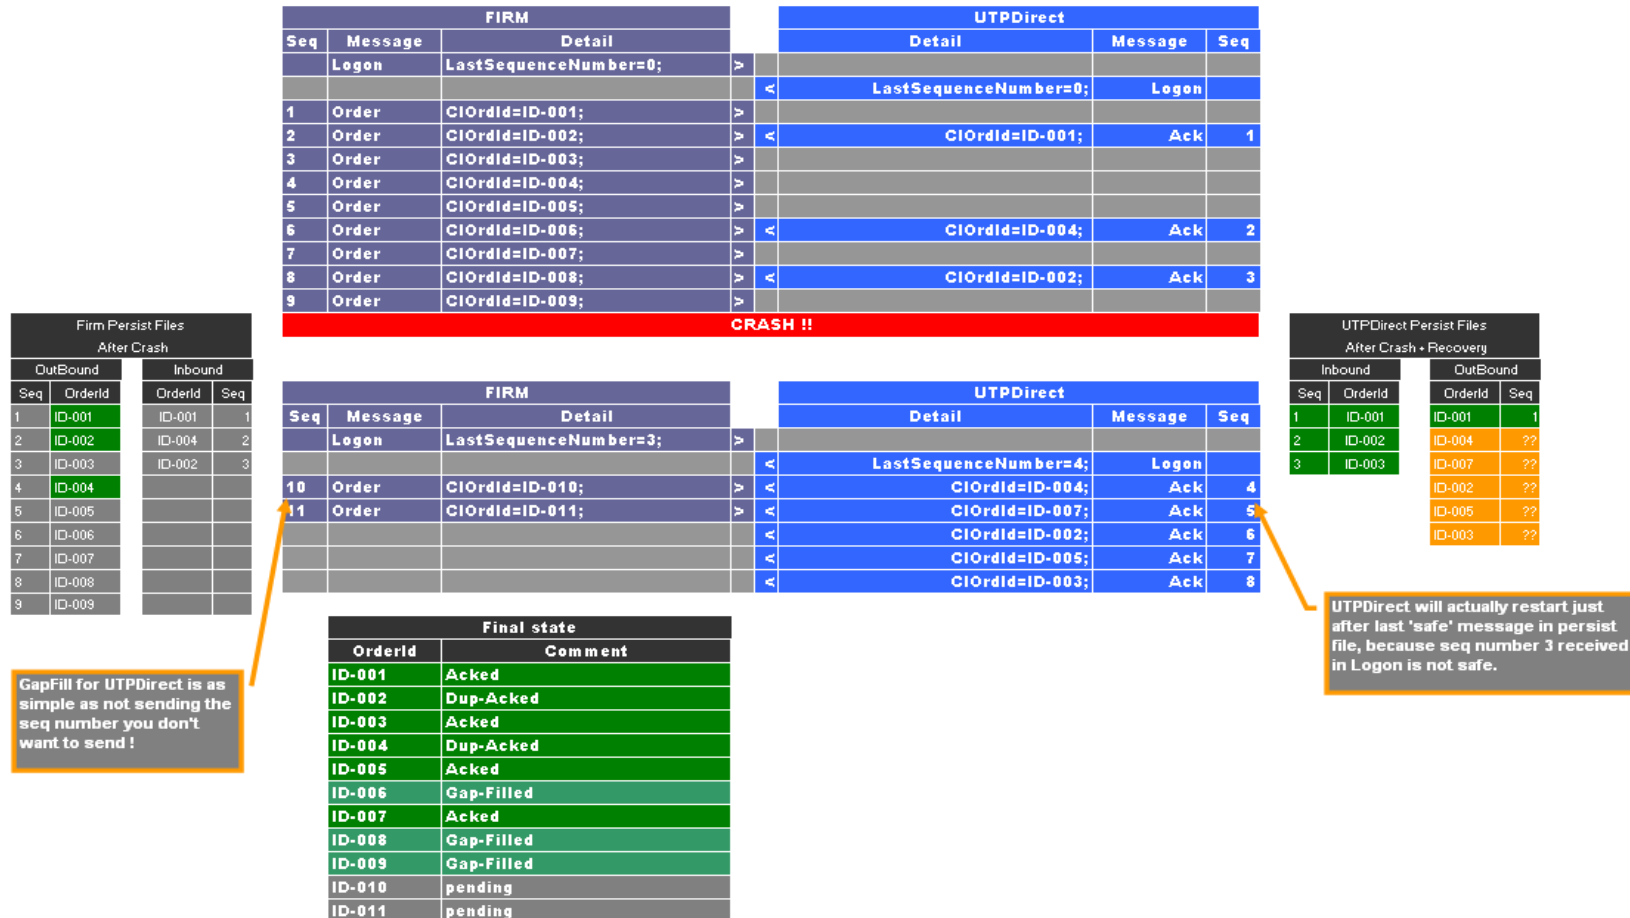 FIRM UTPDirect
Seq Message Detail Detail Message Seq
Logon LastSequenceNumber=0; >
< LastSequenceNumber=0; Logon
1 Order ClOrdId=ID-001; >
2 Order ClOrdId=ID-002; > < ClOrdId=ID-001; Ack 1
3 Order ClOrdId=ID-003; >
4 Order ClOrdId=ID-004; >
5 Order ClOrdId=ID-005; >
6 Order ClOrdId=ID-006; > < ClOrdId=ID-004; Ack 2
7 Order ClOrdId=ID-007; >
8 Order ClOrdId=ID-008; > < ClOrdId=ID-002; Ack 3
9 Order ClOrdId=ID-009; >
CRASH !!
Firm Persist Files
After Crash
OutBound Inbound
Seq OrderId OrderId Seq
1 ID-001 ID-001 1
2 ID-002 ID-004 2
3 ID-003 ID-002 3
4 ID-004
5 ID-005
6 ID-006
7 ID-007
8 ID-008
9 ID-009
FIRM UTPDirect
Seq Message Detail Detail Message Seq
Logon LastSequenceNumber=3; >
< LastSequenceNumber=4; Logon
10 Order ClOrdId=ID-010; > < ClOrdId=ID-004; Ack 4
11 Order ClOrdId=ID-011; > < ClOrdId=ID-007; Ack 5
< ClOrdId=ID-002; Ack 6
< ClOrdId=ID-005; Ack 7
< ClOrdId=ID-003; Ack 8
UTPDirect Persist Files
After Crash + Recovery
Inbound OutBound
Seq OrderId OrderId Seq
1 ID-001 ID-001 1
2 ID-002 ID-004 ??
3 ID-003 ID-007 ??
ID-002 ??
ID-005 ??
ID-003 ??
GapFill for UTPDirect is as
simple as not sending the
seq number you don't
want to send !
UTPDirect will actually restart just
after last 'safe' message in persist
file, because seq number 3 received
in Logon is not safe.
Final state
OrderId Comment
ID-001 Acked
ID-002 Dup-Acked
ID-003 Acked
ID-004 Dup-Acked
ID-005 Acked
ID-006 Gap-Filled
ID-007 Acked
ID-008 Gap-Filled
ID-009 Gap-Filled
ID-010 pending
ID-011 pending